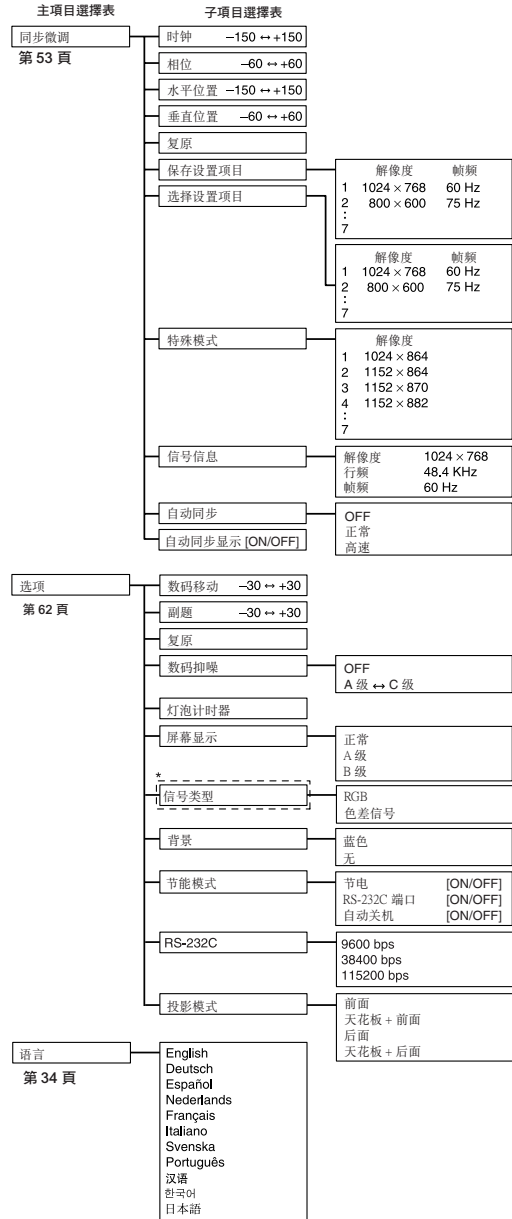 主項目選擇表
子項目選擇表
同步微调
第 53 頁
时钟 –150 ↔ +150
相位 –60 ↔ +60
水平位置 –150 ↔ +150
垂直位置 –60 ↔ +60
复原
保存设置项目
解像度 帧频
1 1024 × 768 60 Hz
2 800 × 600 75 Hz
:
7
选择设置项目
解像度 帧频
1 1024 × 768 60 Hz
2 800 × 600 75 Hz
:
7
特殊模式
解像度
1 1024 × 864
2 1152 × 864
3 1152 × 870
4 1152 × 882
:
7
信号信息
解像度 1024 × 768
行频 48.4 KHz
帧频 60 Hz
自动同步
OFF
正常
高速
自动同步显示 [ON/OFF]
选项
第 62 頁
数码移动 –30 ↔ +30
副题 –30 ↔ +30
复原
数码抑噪
OFF
A 级 ↔ C 级
灯泡计时器
屏幕显示
正常
A 级
B 级
*
信号类型
RGB
色差信号
背景
蓝色
无
节能模式
节电 [ON/OFF]
RS-232C 端口 [ON/OFF]
自动关机 [ON/OFF]
RS-232C
9600 bps
38400 bps
115200 bps
投影模式
前面
天花板 + 前面
后面
天花板 + 后面
语言
第 34 頁
English
Deutsch
Español
Nederlands
Français
Italiano
Svenska
Português
汉语
한국어
日本語